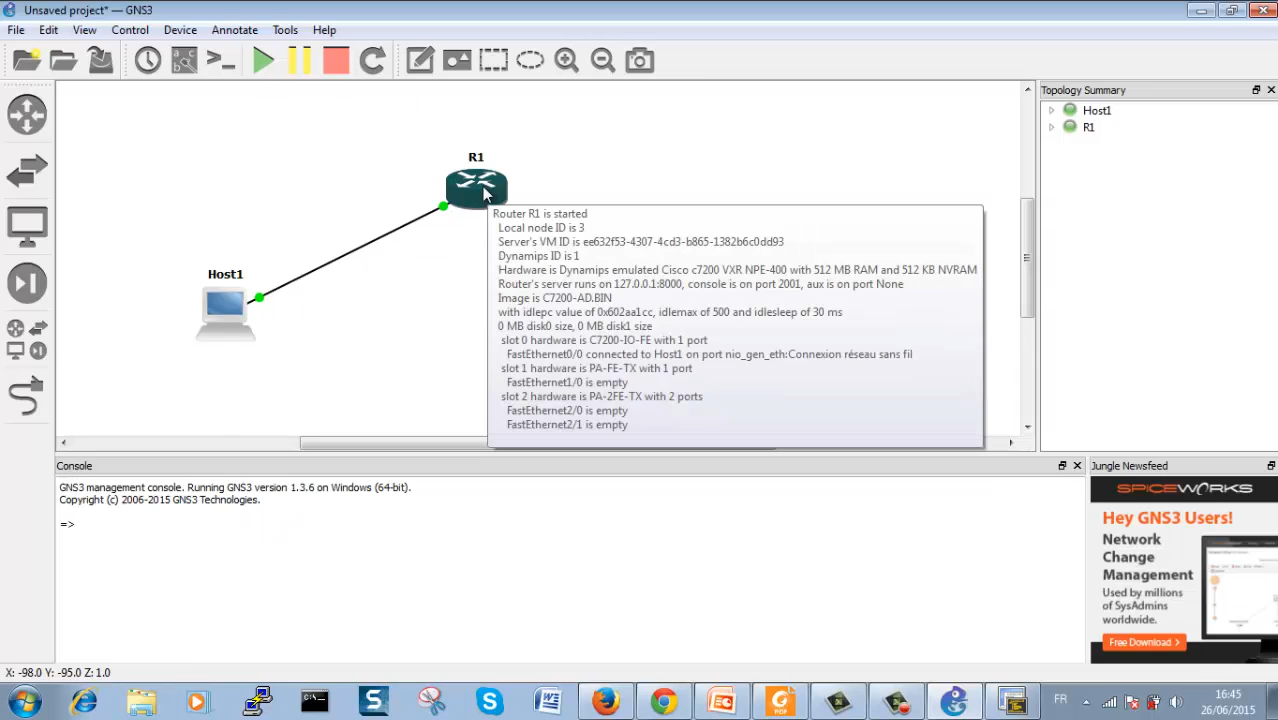 Unsaved project* — GNS3
File Edit View Control Device Annotate Tools Help
Topology Summary
Host1
R1
R1
Host1
Router R1 is started
Local node ID is 3
Server's VM ID is ee632f53-4307-4cd3-b865-1382b6c0dd93
Dynamips ID is 1
Hardware is Dynamips emulated Cisco c7200 VXR NPE-400 with 512 MB RAM and 512 KB NVRAM
Router's server runs on 127.0.0.1:8000, console is on port 2001, aux is on port None
Image is C7200-AD.BIN
with idlepc value of 0x602aa1cc, idlemax of 500 and idlesleep of 30 ms
0 MB disk0 size, 0 MB disk1 size
slot 0 hardware is C7200-IO-FE with 1 port
FastEthernet0/0 connected to Host1 on port nio_gen_eth:Connexion réseau sans fil
slot 1 hardware is PA-FE-TX with 1 port
FastEthernet1/0 is empty
slot 2 hardware is PA-2FE-TX with 2 ports
FastEthernet2/0 is empty
FastEthernet2/1 is empty
Console
GNS3 management console. Running GNS3 version 1.3.6 on Windows (64-bit).
Copyright (c) 2006-2015 GNS3 Technologies.
=>
Jungle Newsfeed
SPICEWORKS
Hey GNS3 Users!
Network
Change
Management
Used by millions
of SysAdmins
worldwide.
Free Download >
X: -98.0 Y: -95.0 Z: 1.0
FR
16:45
26/06/2015